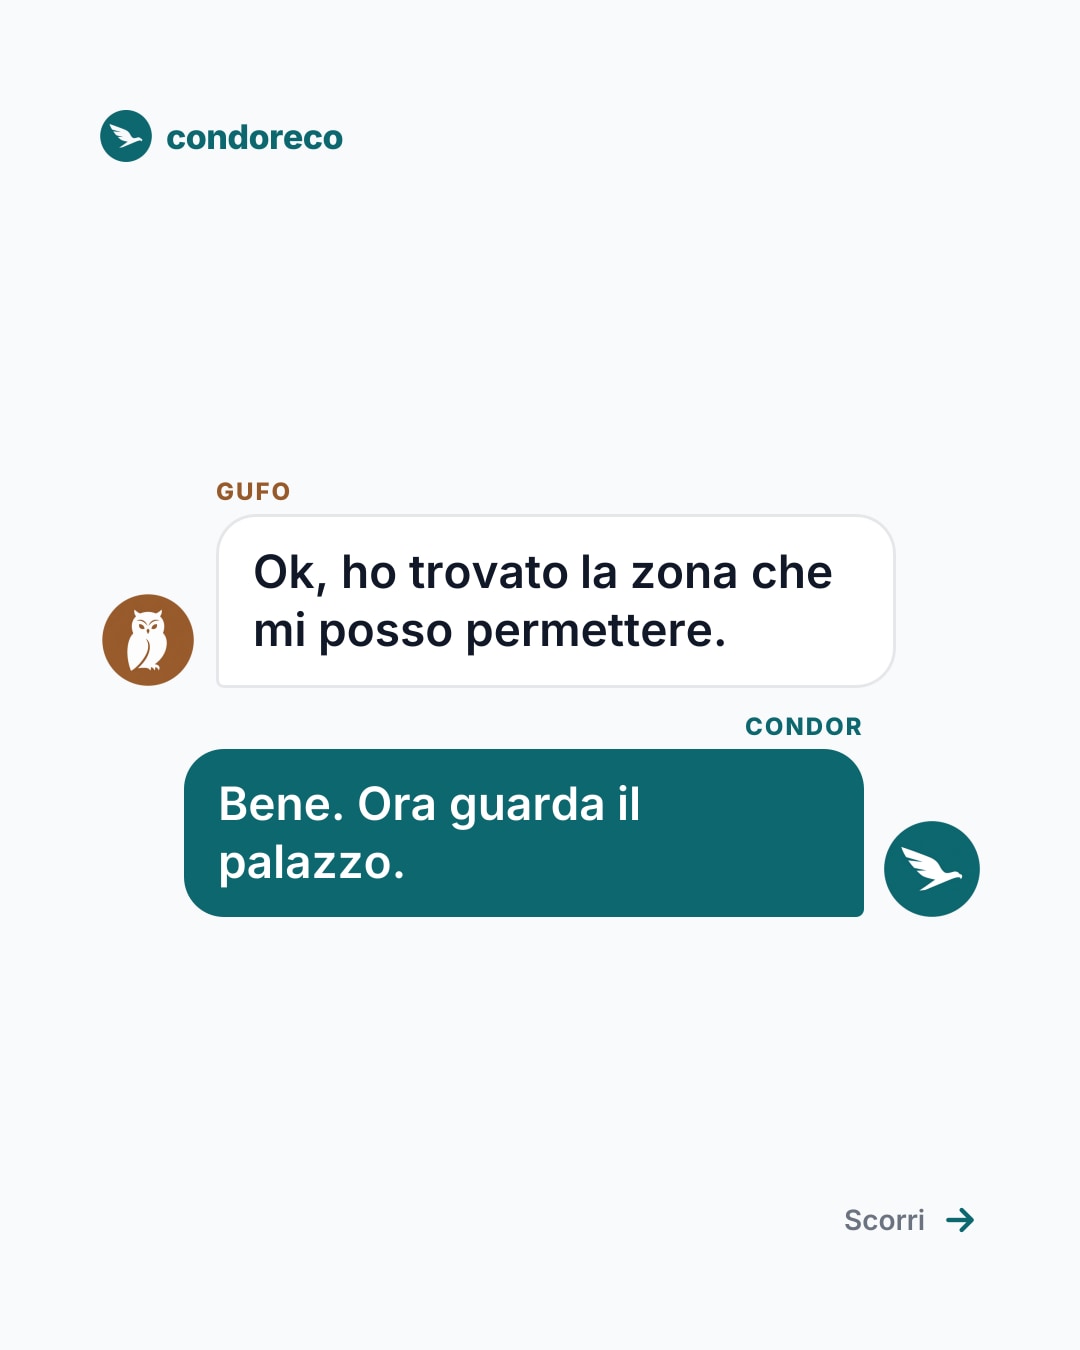 condoreco
GUFO
Ok, ho trovato la zona che
mi posso permettere.
CONDOR
Bene. Ora guarda il
palazzo.
Scorri